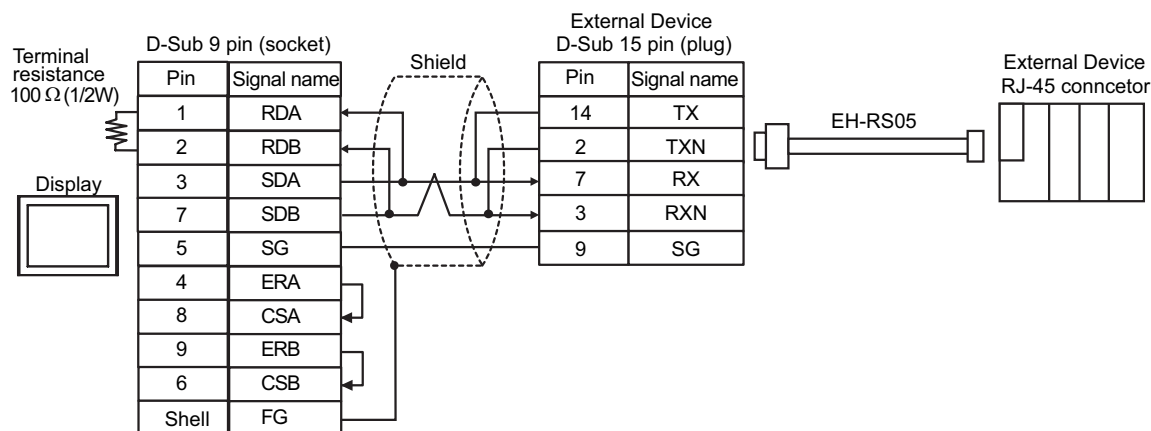 External Device
D-Sub 9 pin (socket)
D-Sub 15 pin (plug)
Terminal
resistance
100 Ω (1/2W)
Shield
External Device
RJ-45 conncetor
Pin Signal name
Pin Signal name
1 RDA
14 TX
EH-RS05
2 RDB
2 TXN
3 SDA
7 RX
Display
7 SDB
3 RXN
5 SG
9 SG
4 ERA
8 CSA
9 ERB
6 CSB
Shell FG